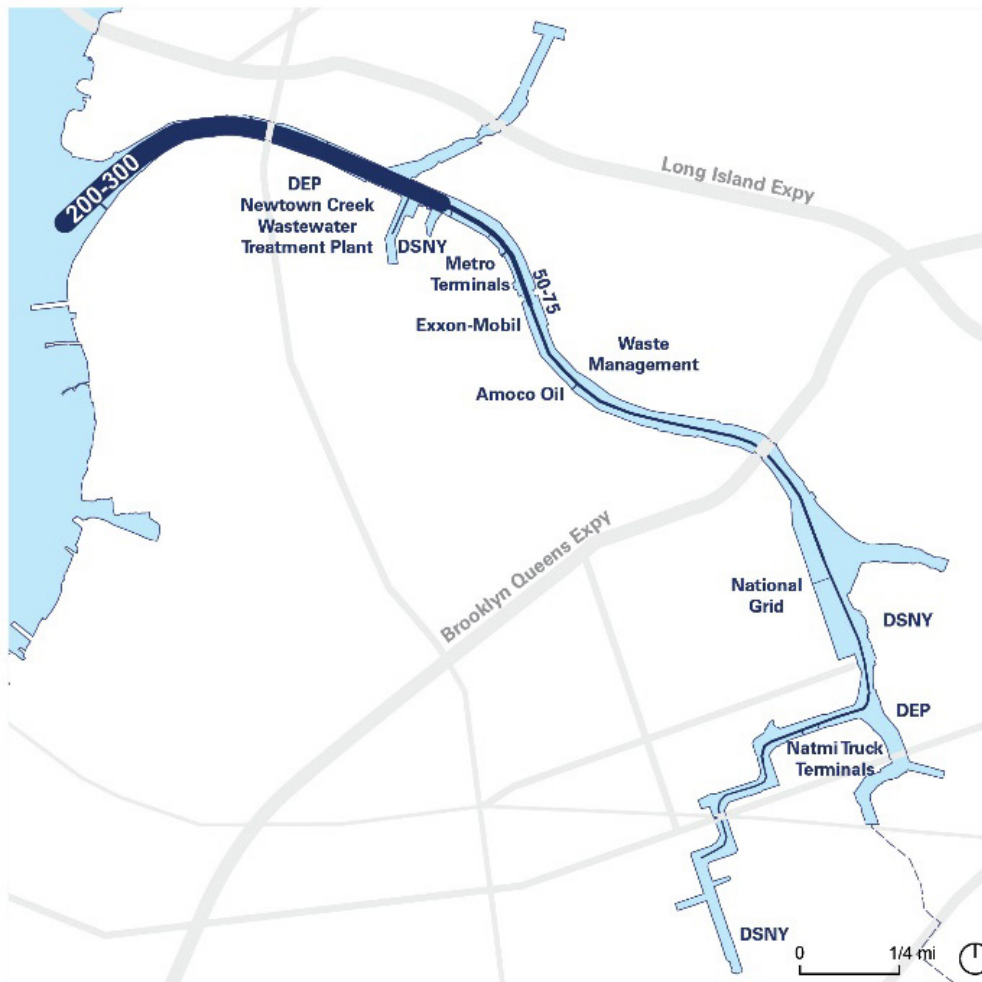 Long Island Expy
200-300
DEP
Newtown Creek
Wastewater
Treatment Plant
DSNY
Metro
Terminals
50-75
Exxon-Mobil
Waste
Management
Amoco Oil
Brooklyn Queens Expy
National
Grid
DSNY
DEP
Natmi Truck
Terminals
DSNY
0 1/4 mi